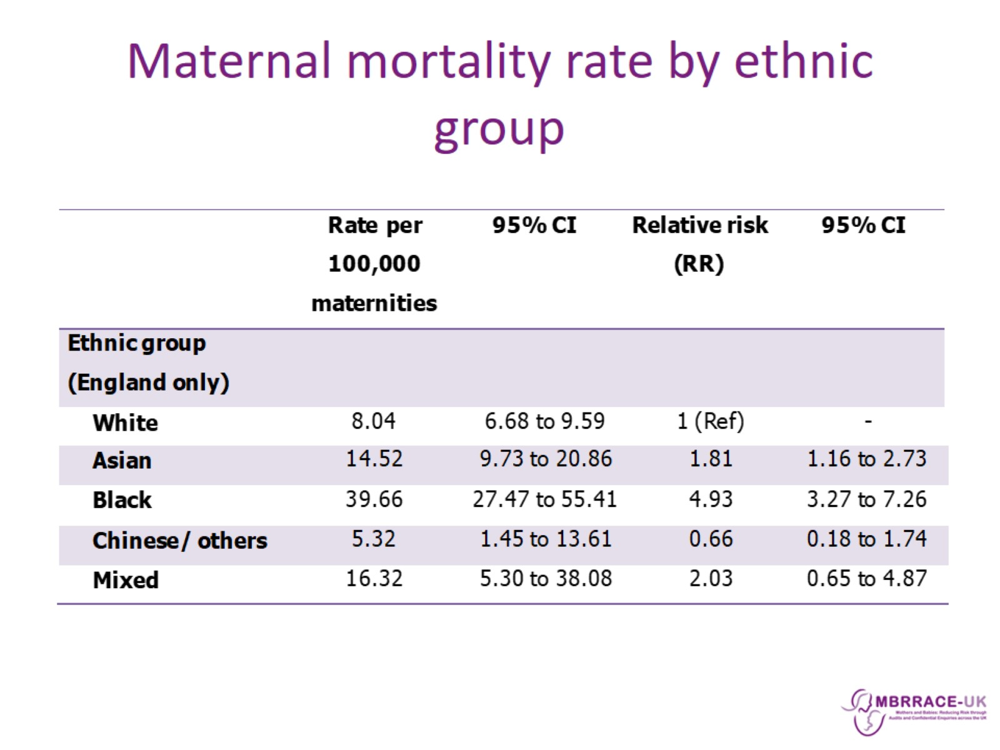 Maternal mortality rate by ethnic
group
Rate per 95% CI Relative risk 95% CI
100,000 (RR)
maternities
Ethnic group
(England only)
White 8.04 6.68 to 9.59 1 (Ref) -
Asian 14.52 9.73 to 20.86 1.81 1.16 to 2.73
Black 39.66 27.47 to 55.41 4.93 3.27 to 7.26
Chinese/ others 5.32 1.45 to 13.61 0.66 0.18 to 1.74
Mixed 16.32 5.30 to 38.08 2.03 0.65 to 4.87
MBRRACE-UK
Mothers and Babies: Reducing Risk through
Audits and Confidential Enquiries across the UK